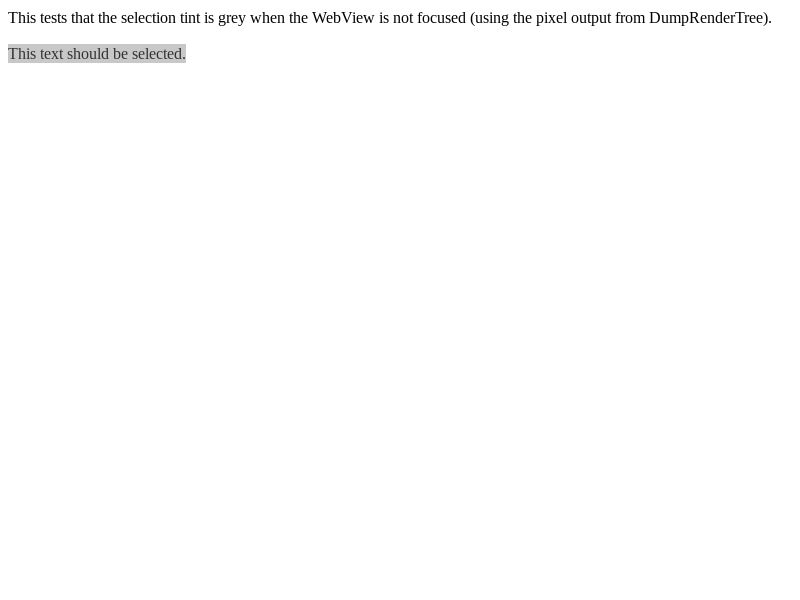 This tests that the selection tint is grey when the WebView is not focused (using the pixel output from DumpRenderTree).
This text should be selected.